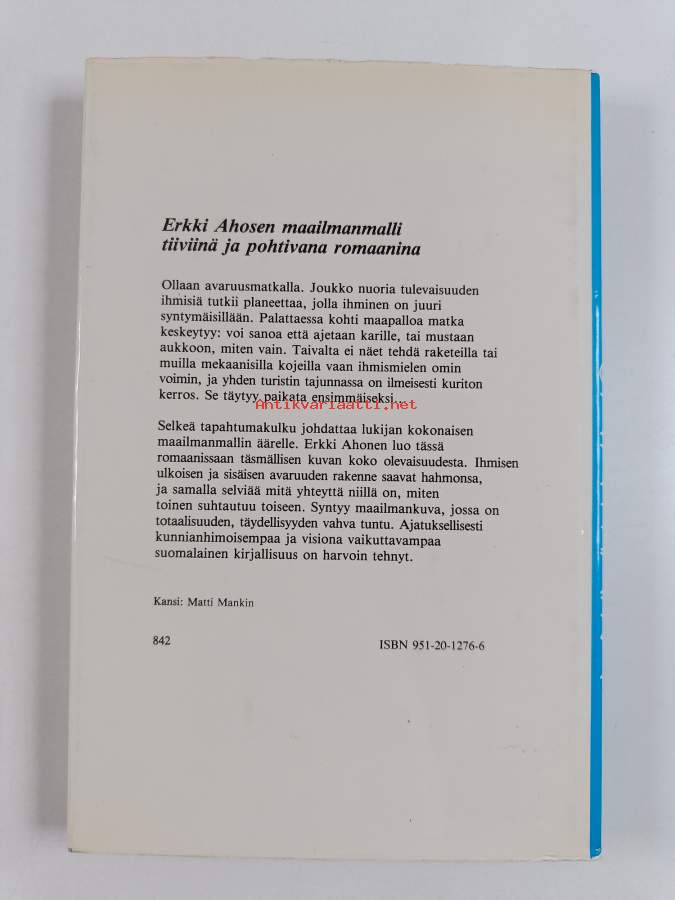 Erkki Ahosen maailmanmalli
tiiviinä ja pohtivana romaanina
Ollaan avaruusmatkalla. Joukko nuoria tulevaisuuden
ihmisiä tutkii planeettaa, jolla ihminen on juuri
syntymäisillään. Palattaessa kohti maapalloa matka
keskeytyy: voi sanoa että ajetaan karille, tai mustaan
aukkoon, miten vain. Taivalta ei näet tehdä raketeilla tai
muilla mekaanisilla kojeilla vaan ihmismielen omin
voimin, ja yhden turistin tajunnassa on ilmeisesti kuriton
kerros. Se täytyy paikata ensimmäiseksi.
Antikvariaatti.net
Selkeä tapahtumakulku johdattaa lukijan kokonaisen
maailmanmallin äärelle. Erkki Ahonen luo tässä
romaanissaan täsmällisen kuvan koko olevaisuudesta. Ihmisen
ulkoisen ja sisäisen avaruuden rakenne saavat hahmonsa,
ja samalla selviää mitä yhteyttä niillä on, miten
toinen suhtautuu toiseen. Syntyy maailmankuva, jossa on
totaalisuuden, täydellisyyden vahva tuntu. Ajatuksellisesti
kunnianhimoisempaa ja visiona vaikuttavampaa
suomalainen kirjallisuus on harvoin tehnyt.
Kansi: Matti Mankin
842
ISBN 951-20-1276-6